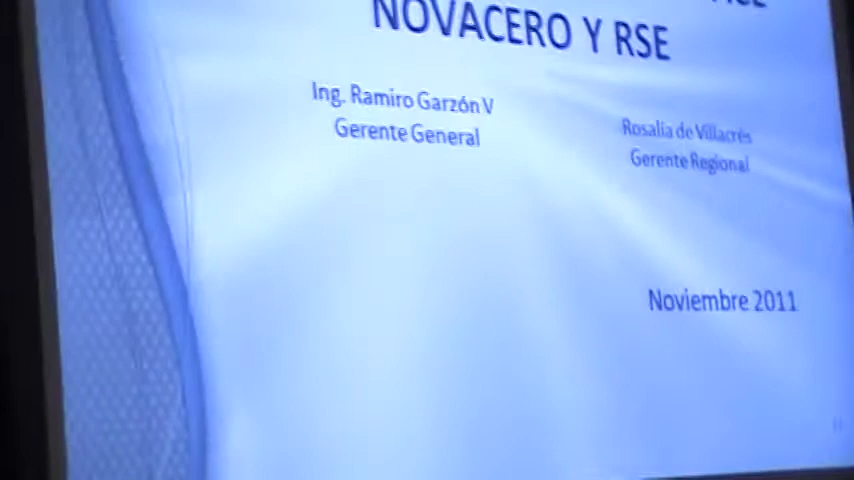 NOVACERO Y RSE
Ing. Ramiro Garzón V
Gerente General
Rosalía de Villacrés
Gerente Regional
Noviembre 2011